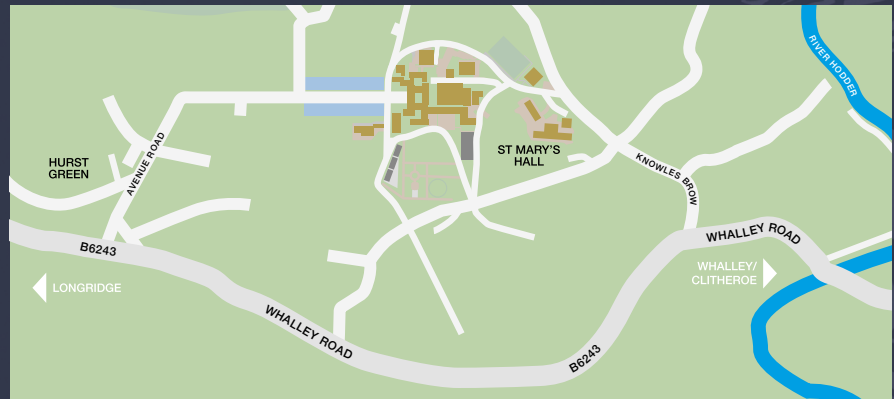 RIVER HODDER
HURST
GREEN
AVENUE ROAD
ST MARY'S
HALL
KNOWLES BROW
B6243
WHALLEY ROAD
WHALLEY/
CLITHEROE
LONGRIDGE
WHALLEY ROAD
B6243